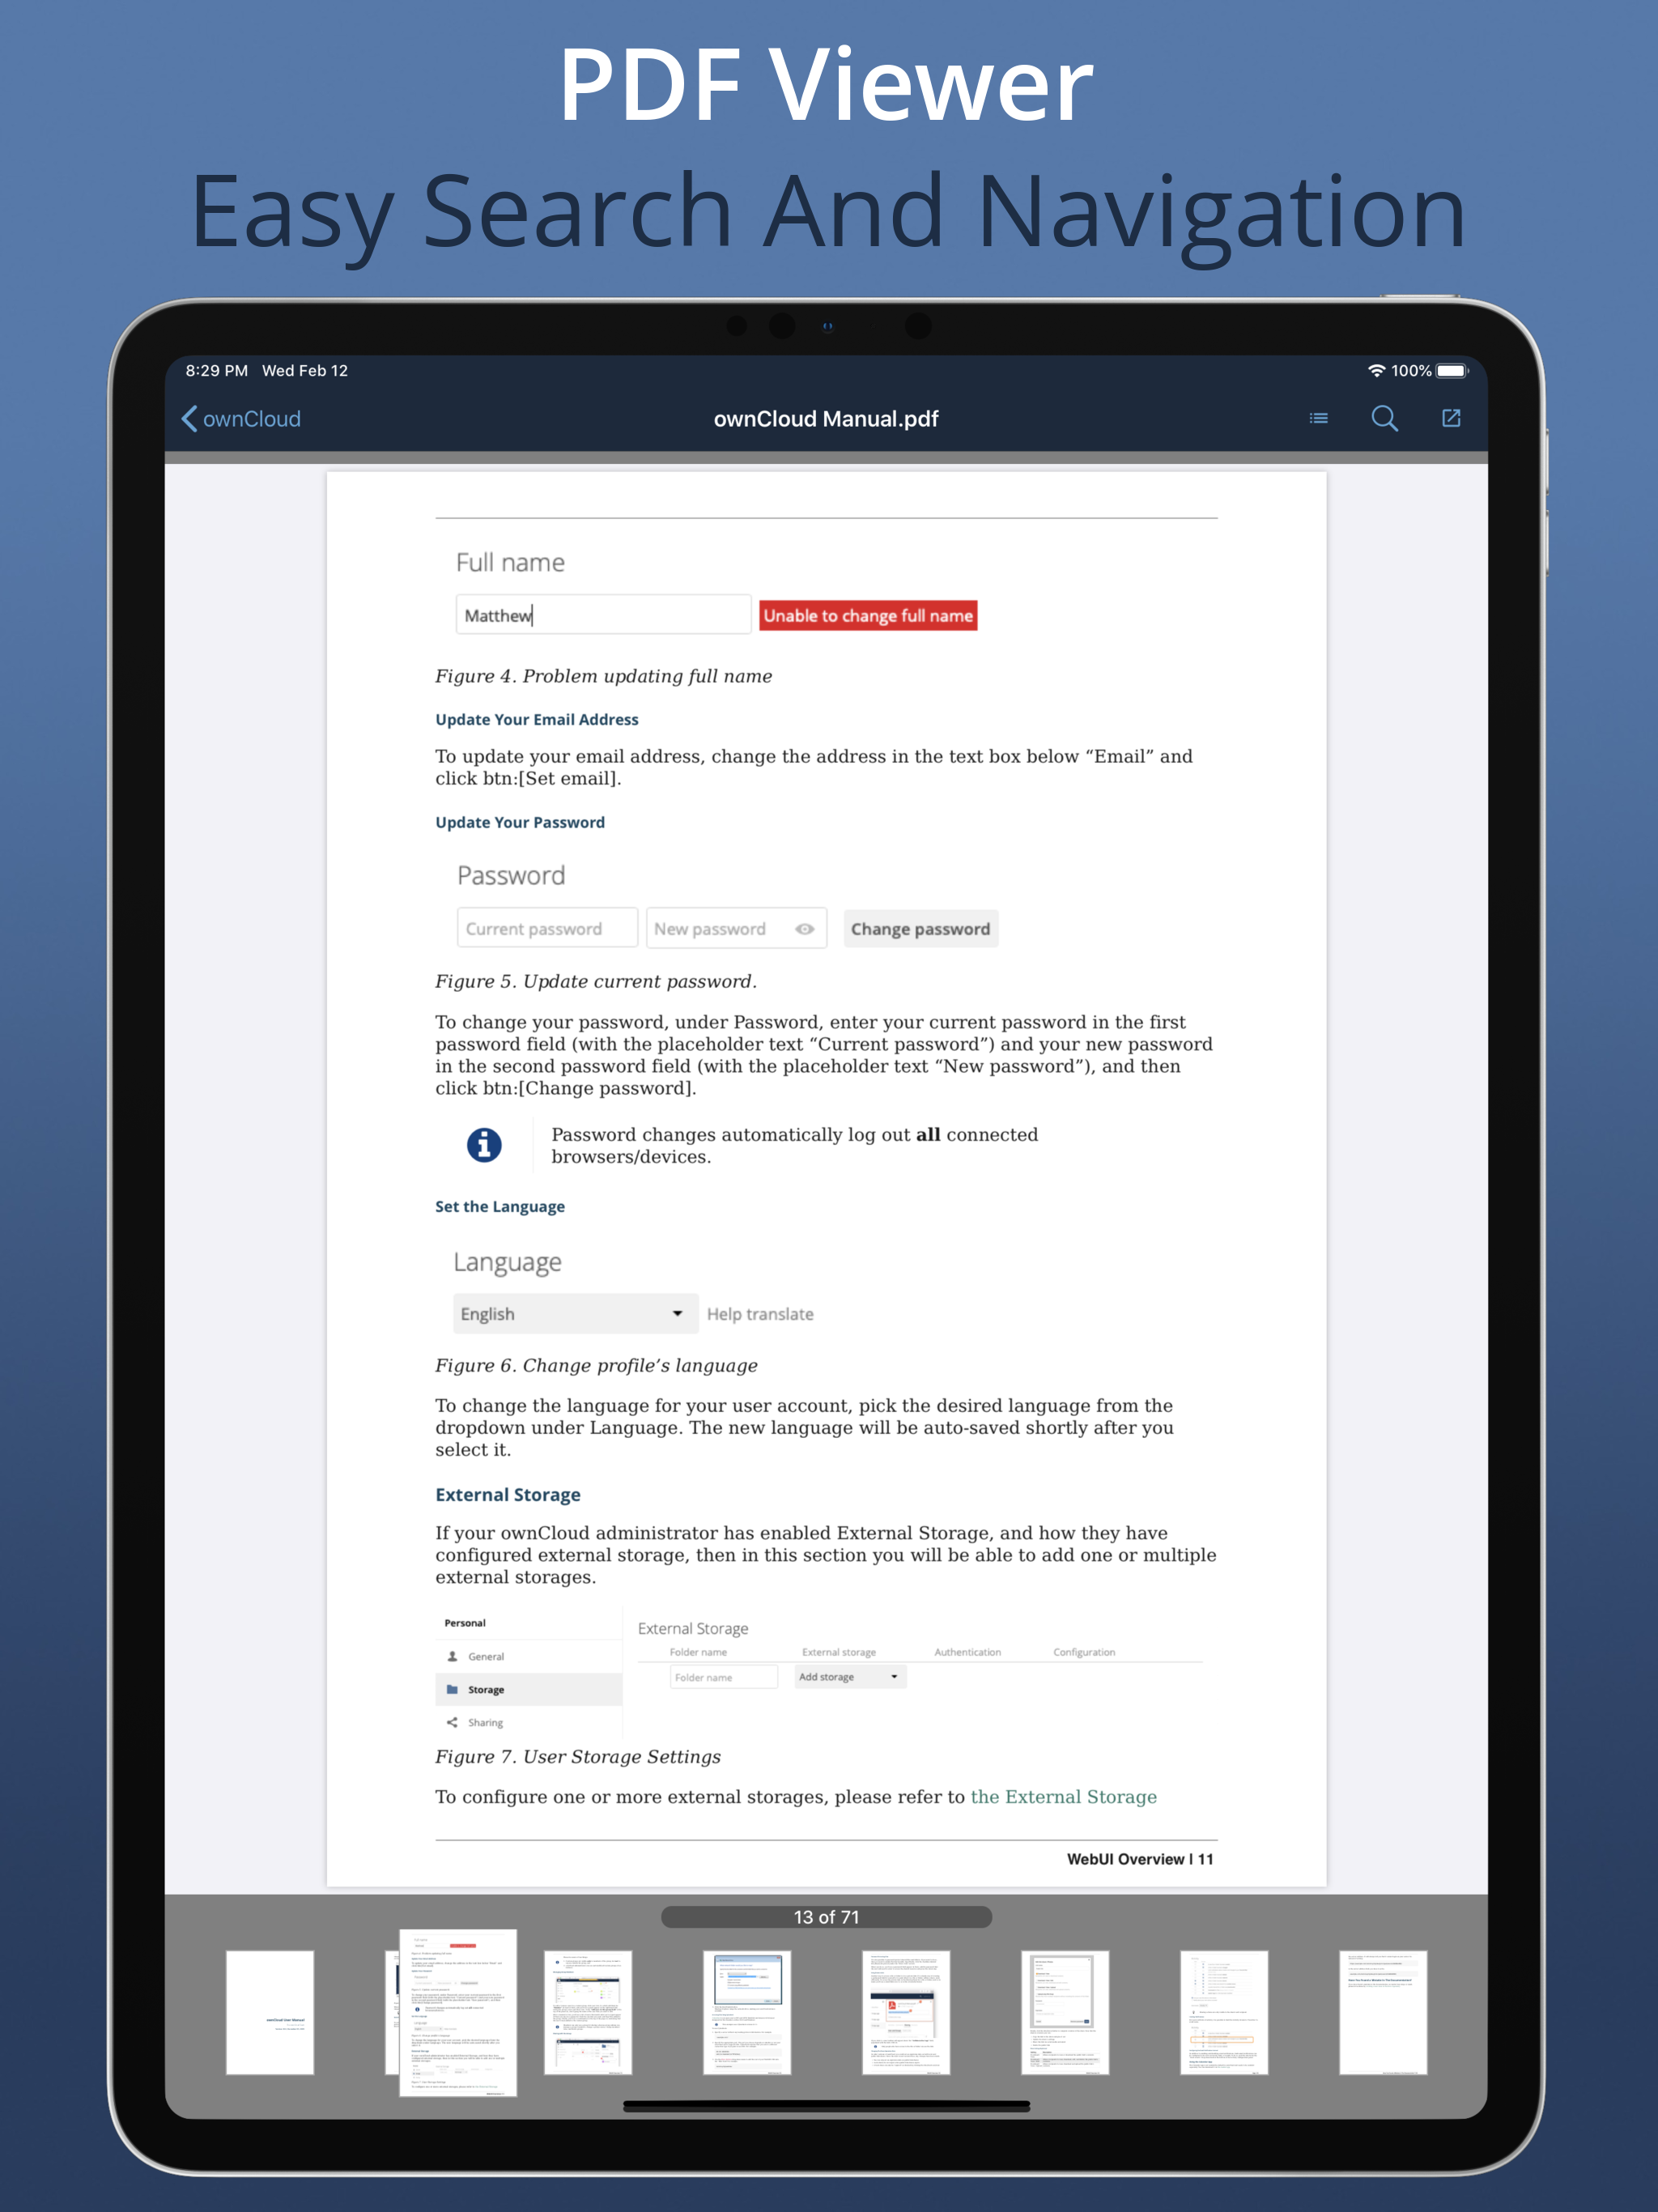 PDF Viewer
Easy Search And Navigation
8:29 PM Wed Feb 12
100%
ownCloud
ownCloud Manual.pdf
Full name
Matthew
Unable to change full name
Figure 4. Problem updating full name
Update Your Email Address
To update your email address, change the address in the text box below “Email” and
click btn:[Set email].
Update Your Password
Password
Current password
New password
Change password
Figure 5. Update current password.
To change your password, under Password, enter your current password in the first
password field (with the placeholder text “Current password”) and your new password
in the second password field (with the placeholder text “New password”), and then
click btn:[Change password].
Password changes automatically log out all connected
browsers/devices.
Set the Language
Language
English
Help translate
Figure 6. Change profile’s language
To change the language for your user account, pick the desired language from the
dropdown under Language. The new language will be auto-saved shortly after you
select it.
External Storage
If your ownCloud administrator has enabled External Storage, and how they have
configured external storage, then in this section you will be able to add one or multiple
external storages.
Personal
General
Storage
Sharing
External Storage
Folder name External storage Authentication Configuration
Folder name
Add storage
Figure 7. User Storage Settings
To configure one or more external storages, please refer to the External Storage
WebUI Overview | 11
13 of 71
ownCloud User Manual